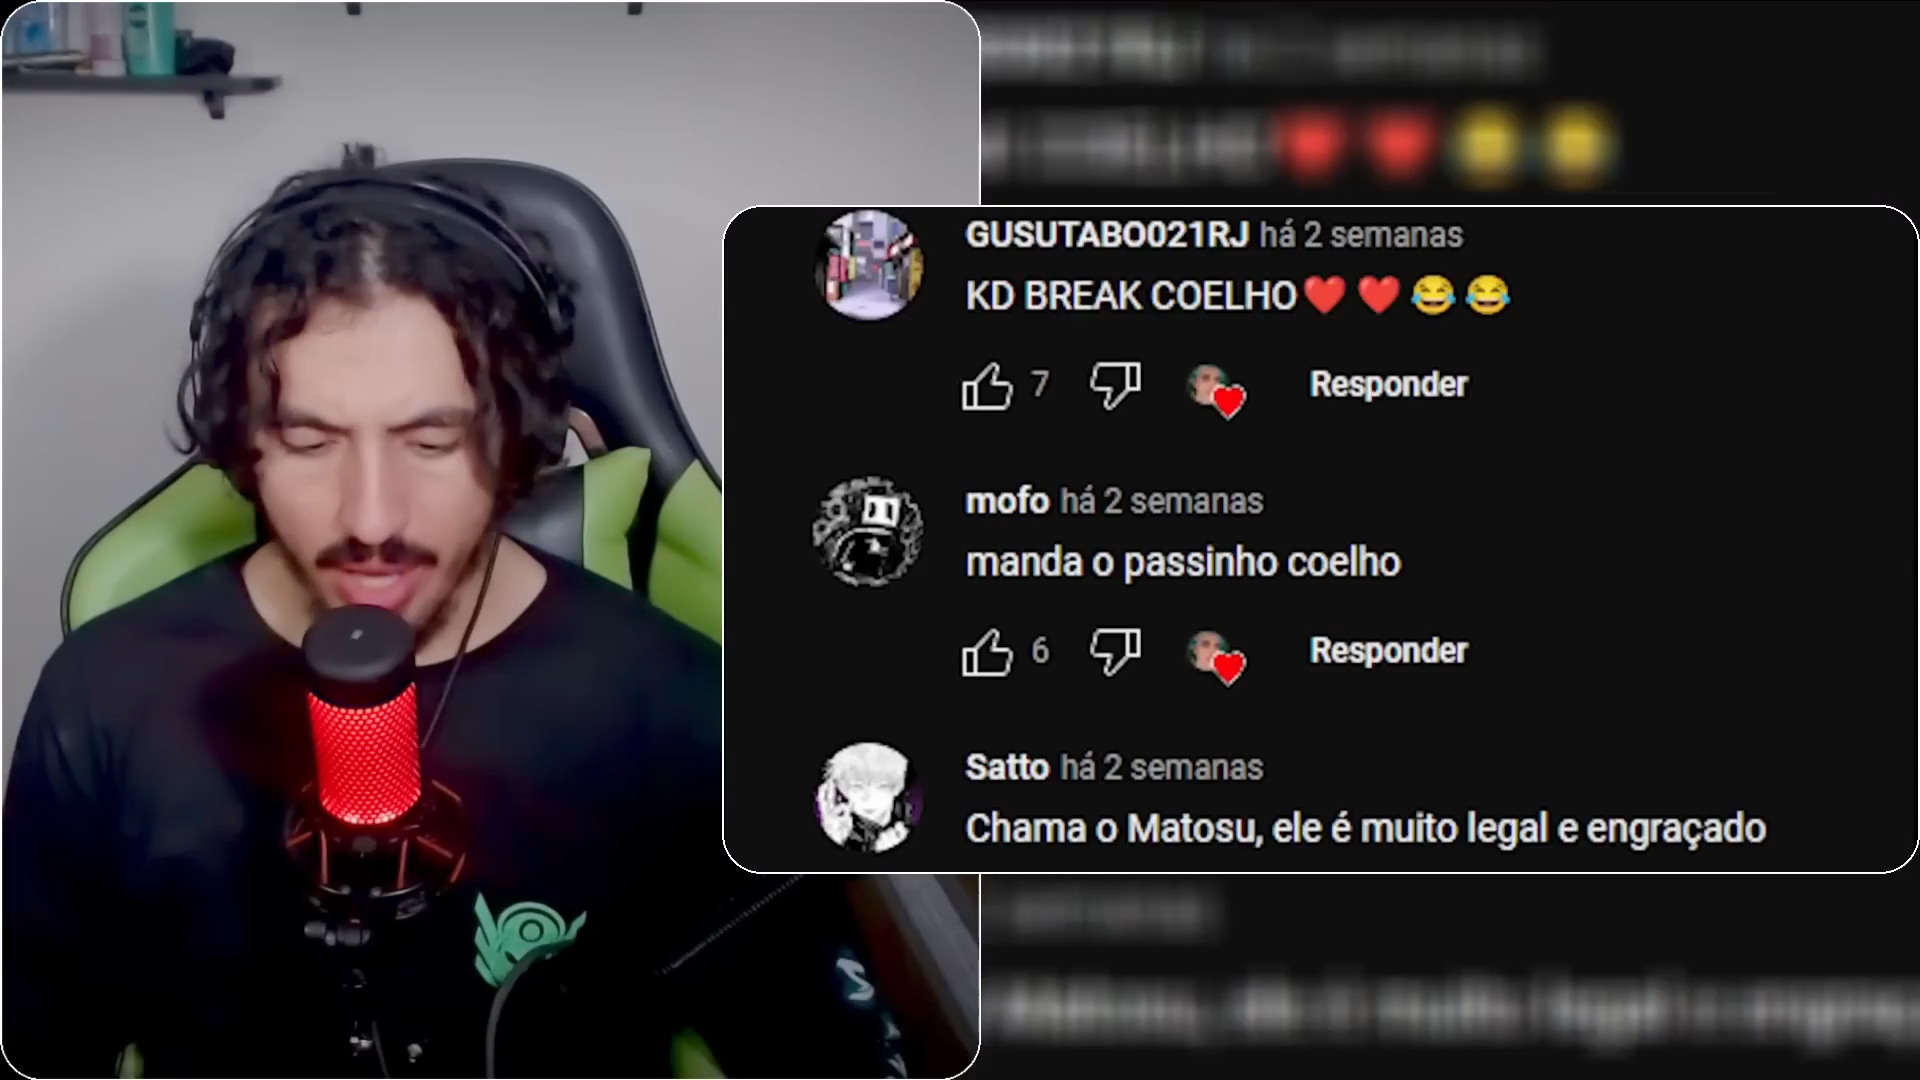 GUSUTABO021RJ há 2 semanas
KD BREAK COELHO❤️❤️😂😂
7 Responder
mofo há 2 semanas
manda o passinho coelho
6 Responder
Satto há 2 semanas
Chama o Matosu, ele é muito legal e engraçado